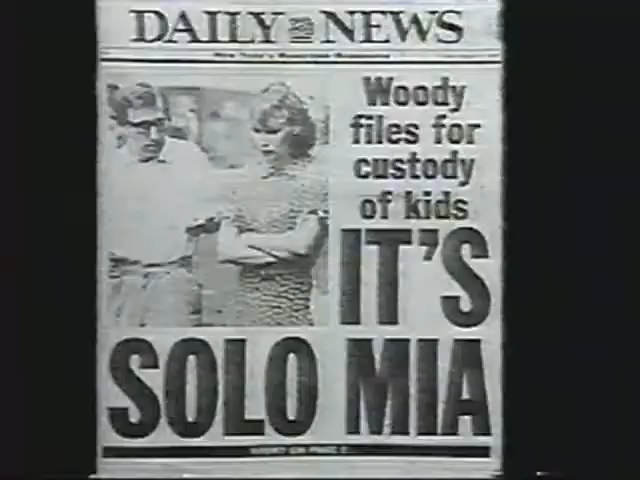 DAILY NEWS
Woody
files for
custody
of kids
IT'S
SOLO MIA